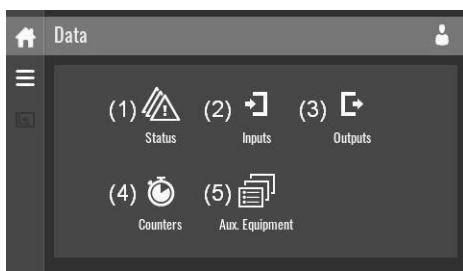 Data
(1) (2) (3)
Status Inputs Outputs
(4) (5)
Counters Aux. Equipment